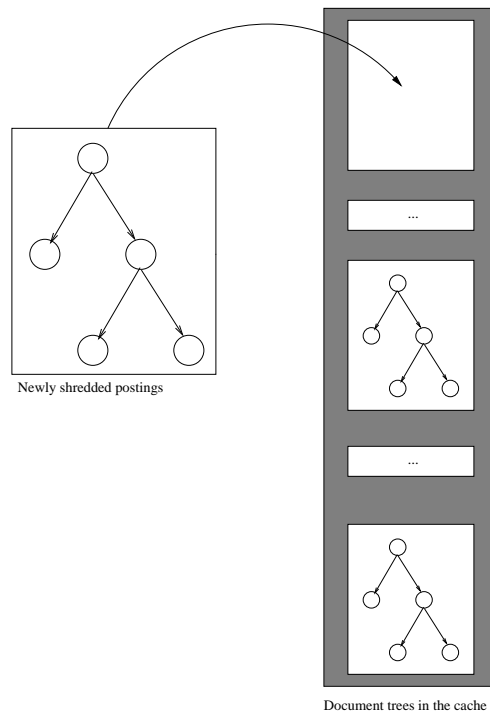 ...
Newly shredded postings
...
Document trees in the cache